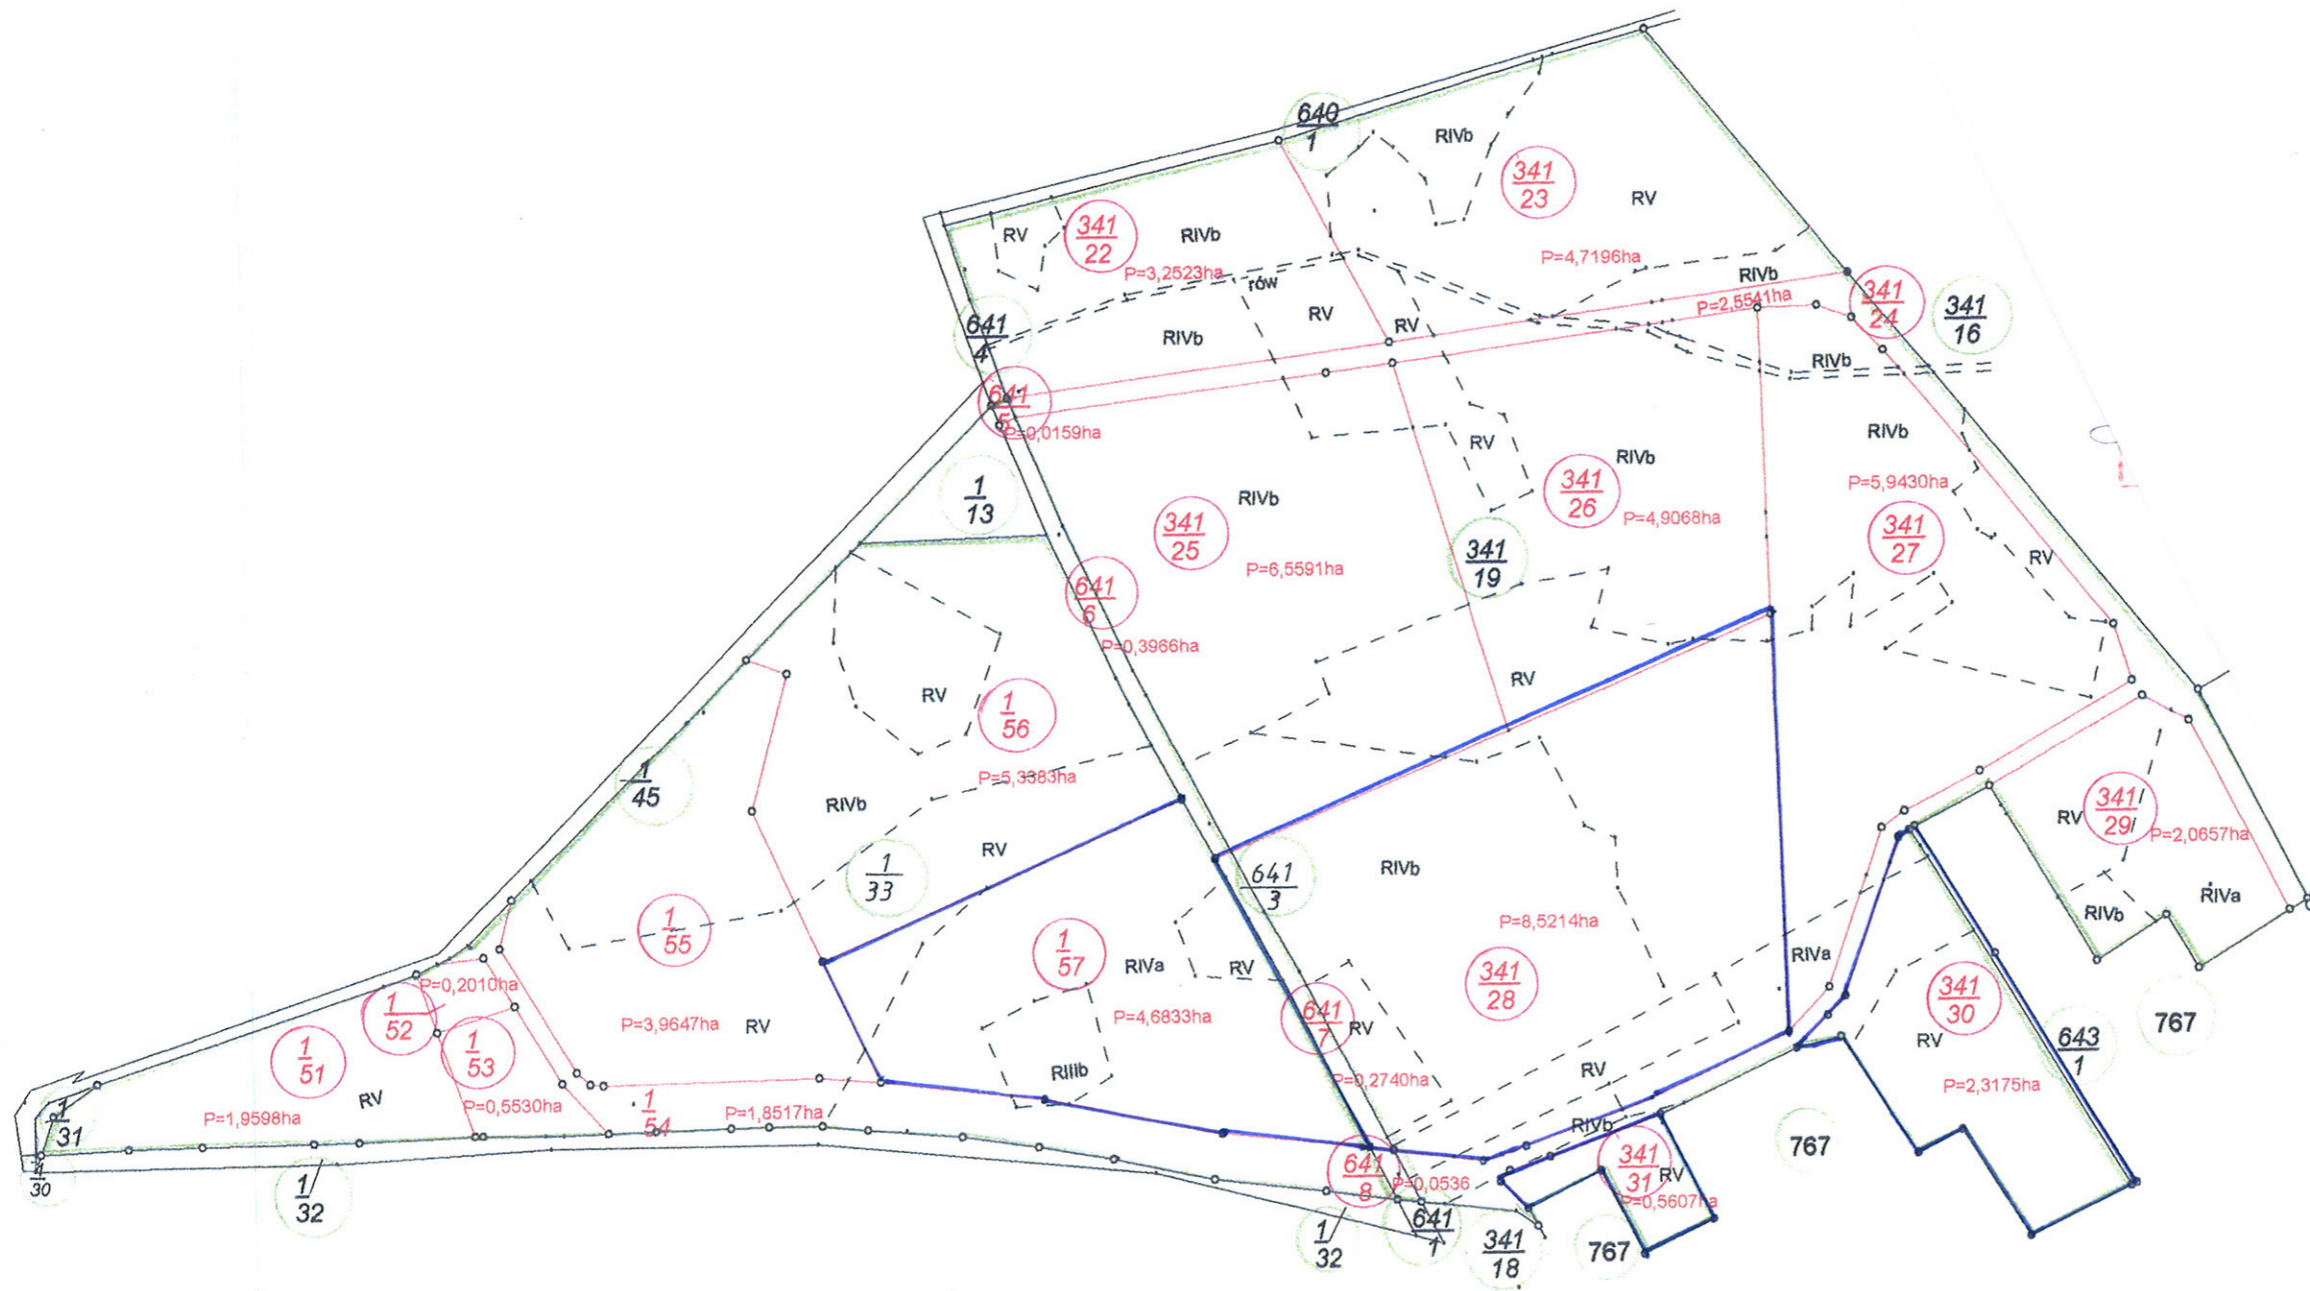 640
1
RIVb
341
23
RV
RV
341
22
RIVb
P=3,2523ha
P=4,7196ha
RIVb
rów
P=2,5541ha
341
24
341
16
641
4
RIVb
RV
RV
RIVb
641
5
P=0,0159ha
RV
RIVb
RIVb
1
13
RIVb
341
25
341
26
P=4,9068ha
P=5,9430ha
341
27
341
19
P=6,5591ha
RV
641
6
P=0,3966ha
RV
RV
1
56
P=5,3383ha
1
45
RIVb
RV
1
33
641
3
RIVb
341
29
RV
P=2,0657ha
RIVa
RIVb
1
55
P=8,5214ha
1
57
RIVa
RV
RIVa
341
28
341
30
P=0,2010ha
1
52
P=3,9647ha
RV
P=4,6833ha
641
7
RV
RV
643
1
767
1
51
1
53
RV
RIIIb
P=0,2740ha
RV
P=2,3175ha
P=1,9598ha
P=0,5530ha
1
54
P=1,8517ha
1
31
RIVb
767
1
30
1
32
641
8
P=0,0536
341
31
RV
P=0,5607ha
1
32
641
1
341
18
767